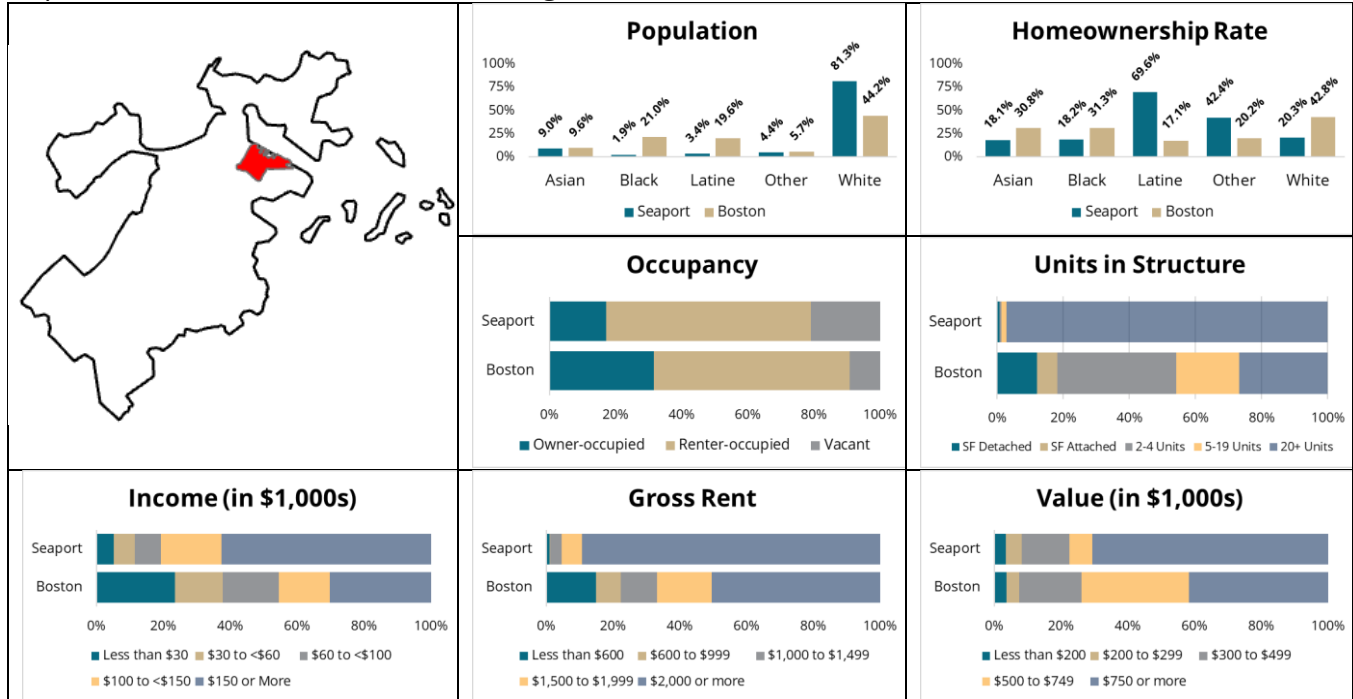 Population
100%
75%
50%
25%
0%
9.0% 9.6% 1.9% 21.0% 3.4% 19.6% 4.4% 5.7% 81.3% 44.2%
Asian Black Latine Other White
Seaport Boston
Homeownership Rate
100%
75%
50%
25%
0%
18.1% 30.8% 18.2% 31.3% 69.6% 17.1% 42.4% 20.2% 20.3% 42.8%
Asian Black Latine Other White
Seaport Boston
Occupancy
Seaport
Boston
0% 20% 40% 60% 80% 100%
Owner-occupied Renter-occupied Vacant
Units in Structure
Seaport
Boston
0% 20% 40% 60% 80% 100%
SF Detached SF Attached 2-4 Units 5-19 Units 20+ Units
Income (in $1,000s)
Seaport
Boston
0% 20% 40% 60% 80% 100%
Less than $30 $30 to <$60 $60 to <$100
$100 to <$150 $150 or More
Gross Rent
Seaport
Boston
0% 20% 40% 60% 80% 100%
Less than $600 $600 to $999 $1,000 to $1,499
$1,500 to $1,999 $2,000 or more
Value (in $1,000s)
Seaport
Boston
0% 20% 40% 60% 80% 100%
Less than $200 $200 to $299 $300 to $499
$500 to $749 $750 or more